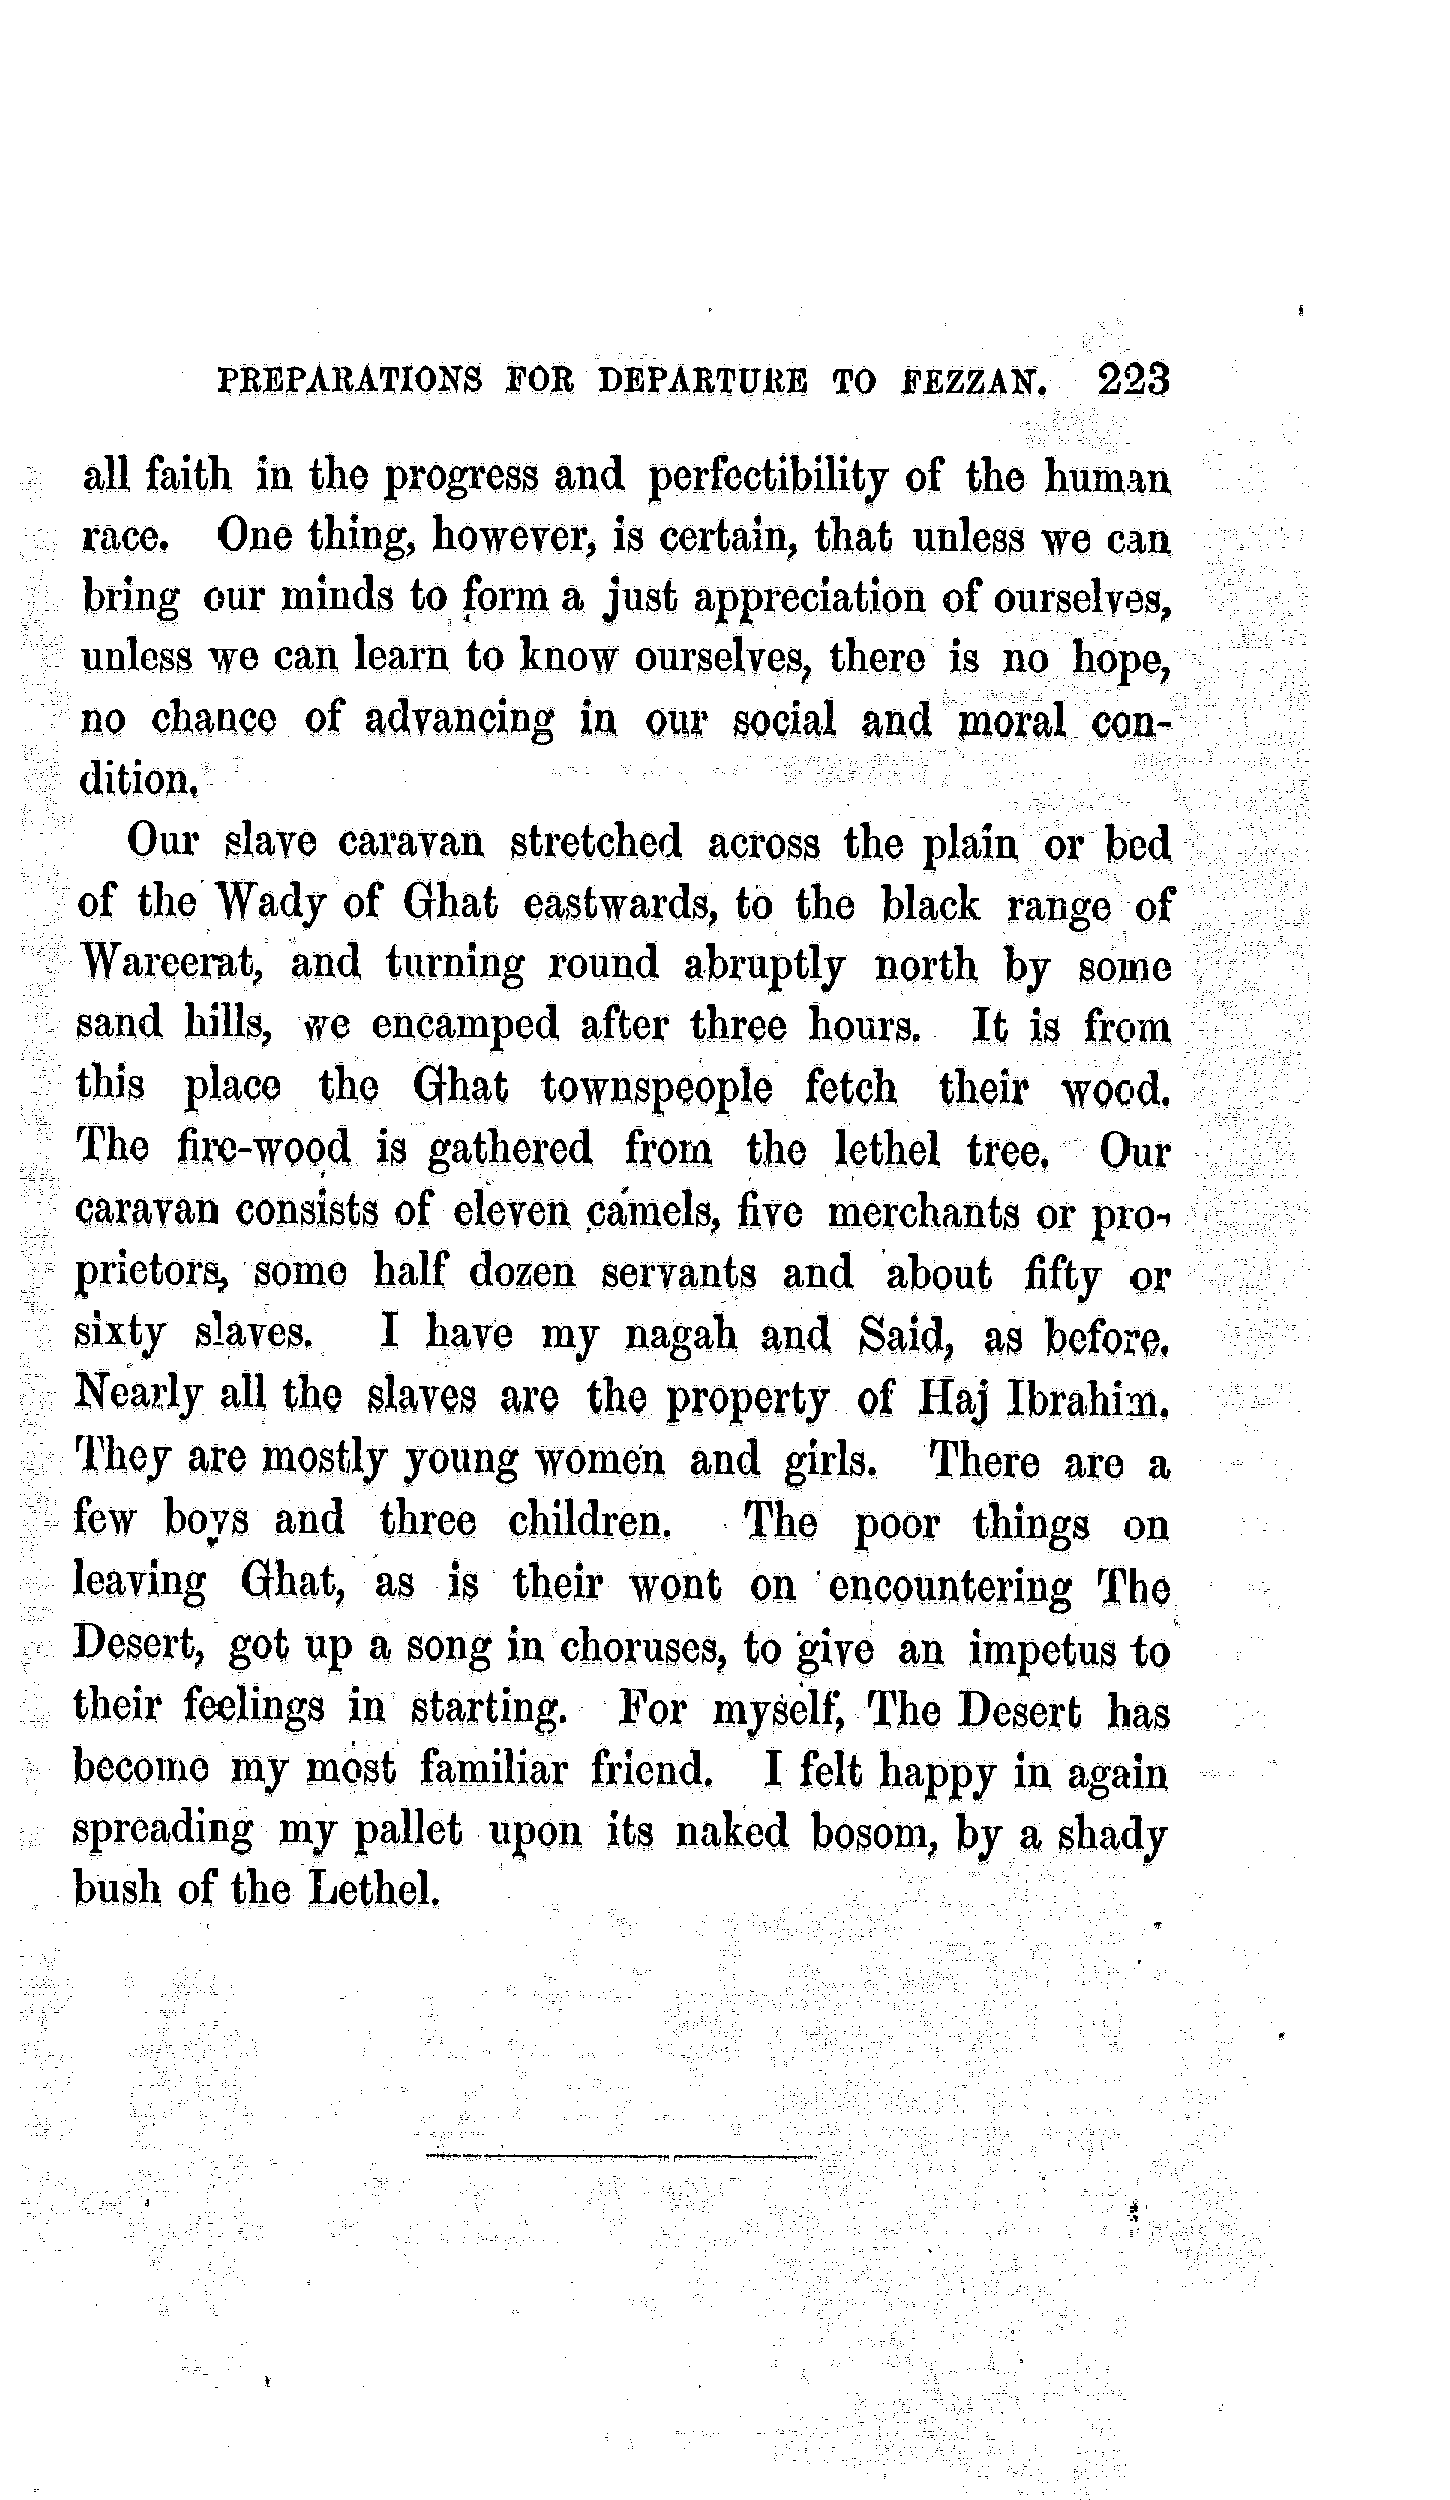 PREPARATIONS FOR DEPARTURE TO FEZZAN. 223
all faith in the progress and perfectibility of the human
race. One thing, however, is certain, that unless we can
bring our minds to form a just appreciation of ourselves,
unless we can learn to know ourselves, there is no hope,
no chance of advancing in our social and moral con-
dition.
Our slave caravan stretched across the plain or bed
of the Wady of Ghat eastwards, to the black range of
Wareerat, and turning round abruptly north by some
sand hills, we encamped after three hours. It is from
this place the Ghat townspeople fetch their wood.
The fire-wood is gathered from the lethel tree. Our
caravan consists of eleven camels, five merchants or pro-
prietors, some half dozen servants and about fifty or
sixty slaves. I have my nagah and Said, as before.
Nearly all the slaves are the property of Haj Ibrahim.
They are mostly young women and girls. There are a
few boys and three children. The poor things on
leaving Ghat, as is their wont on encountering The
Desert, got up a song in choruses, to give an impetus to
their feelings in starting. For myself, The Desert has
become my most familiar friend. I felt happy in again
spreading my pallet upon its naked bosom, by a shady
bush of the Lethel.